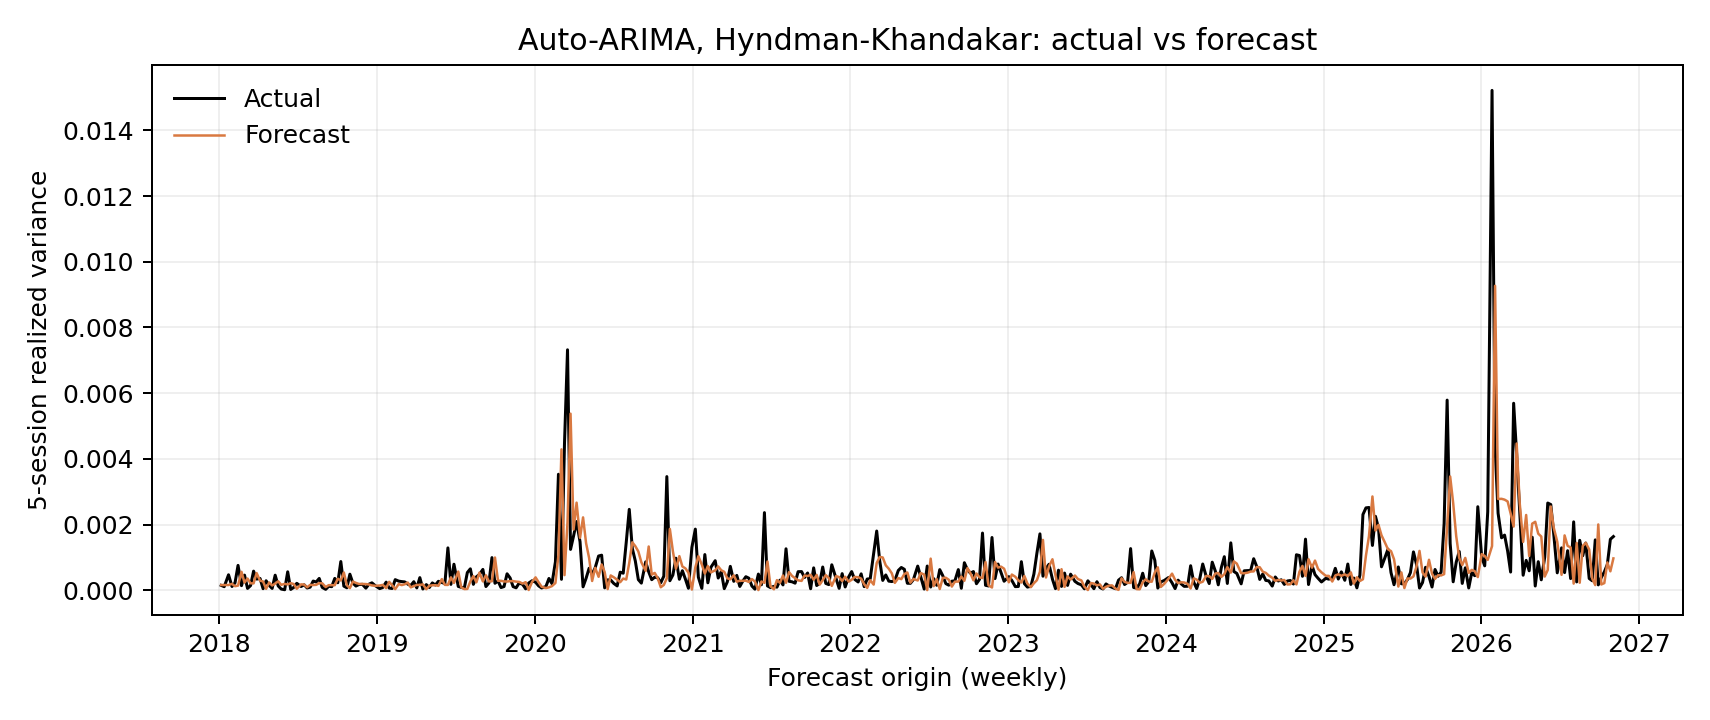 Auto-ARIMA, Hyndman-Khandakar: actual vs forecast
Actual
Forecast
5-session realized variance
0.014
0.012
0.010
0.008
0.006
0.004
0.002
0.000
2018 2019 2020 2021 2022 2023 2024 2025 2026 2027
Forecast origin (weekly)